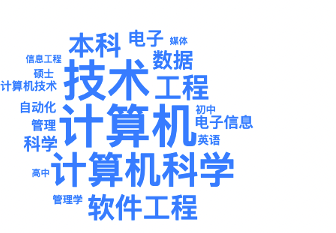 本科
电子
媒体
信息工程
数据
硕士
技术
计算机技术
工程
自动化
初中
计算机
电子信息
管理
英语
科学
计算机科学
高中
管理学
软件工程